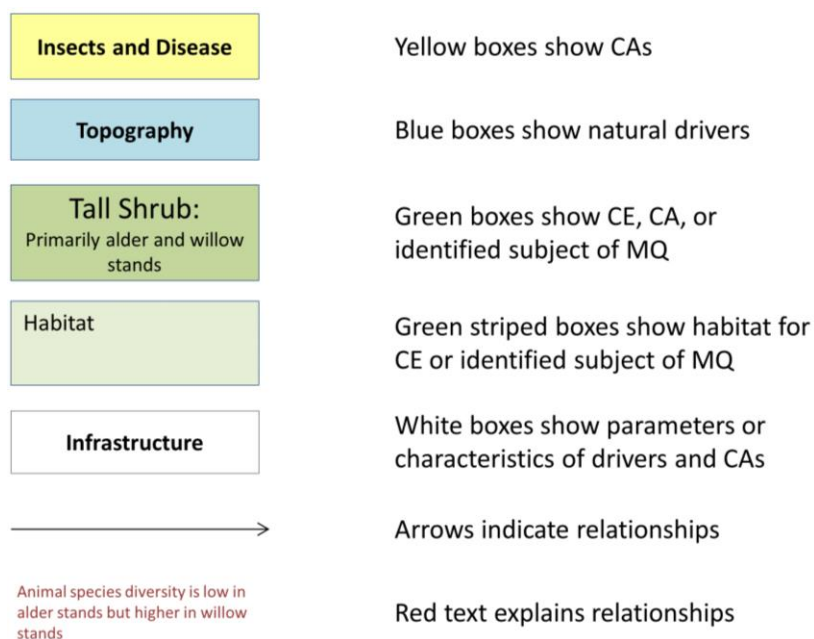 Insects and Disease
Yellow boxes show CAs
Topography
Blue boxes show natural drivers
Tall Shrub:
Primarily alder and willow
stands
Green boxes show CE, CA, or
identified subject of MQ
Habitat
Green striped boxes show habitat for
CE or identified subject of MQ
Infrastructure
White boxes show parameters or
characteristics of drivers and CAs
Arrows indicate relationships
Animal species diversity is low in
alder stands but higher in willow
stands
Red text explains relationships